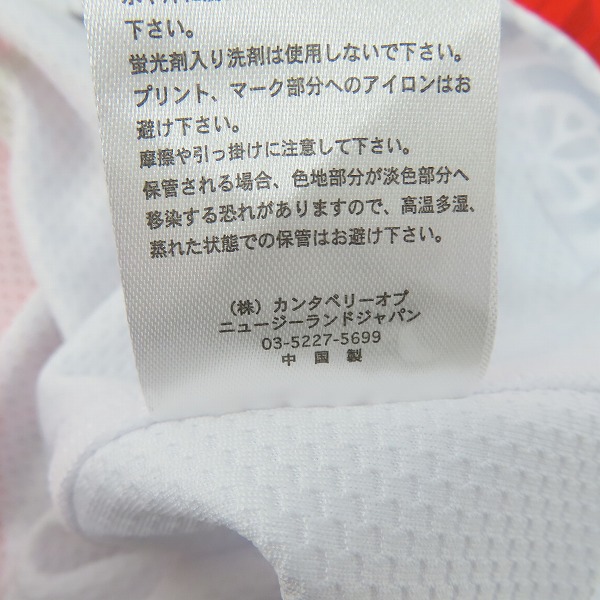 下さい。
蛍光剤入り洗剤は使用しないで下さい。
プリント、マーク部分へのアイロンはお
避け下さい。
摩擦や引っ掛けに注意して下さい。
保管される場合、色地部分が淡色部分へ
移染する恐れがありますので、高温多湿、
蒸れた状態での保管はお避け下さい。
（株）カンタベリーオブ
ニュージーランドジャパン
03-5227-5699
中国製